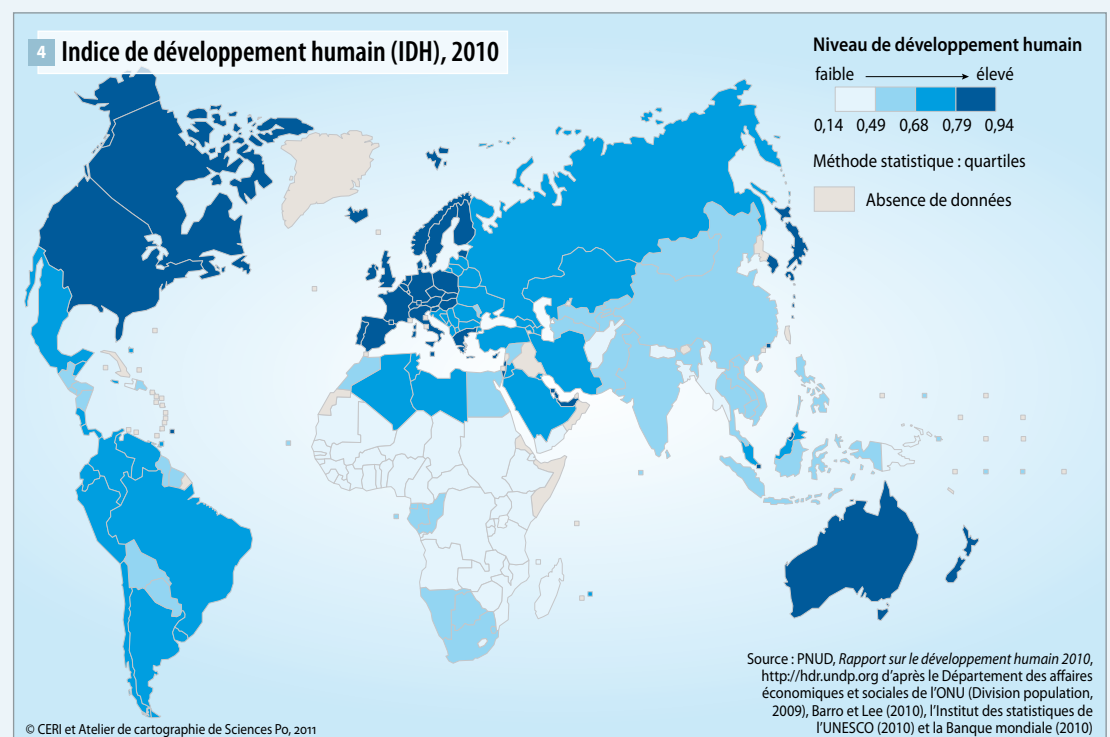 4 Indice de développement humain (IDH), 2010
Niveau de développement humain
faible élevé
0,14 0,49 0,68 0,79 0,94
Méthode statistique : quartiles
Absence de données
Source : PNUD, Rapport sur le développement humain 2010,
http://hdr.undp.org d'après le Département des affaires
économiques et sociales de l'ONU (Division population,
2009), Barro et Lee (2010), l'Institut des statistiques de
l'UNESCO (2010) et la Banque mondiale (2010)
© CERI et Atelier de cartographie de Sciences Po, 2011